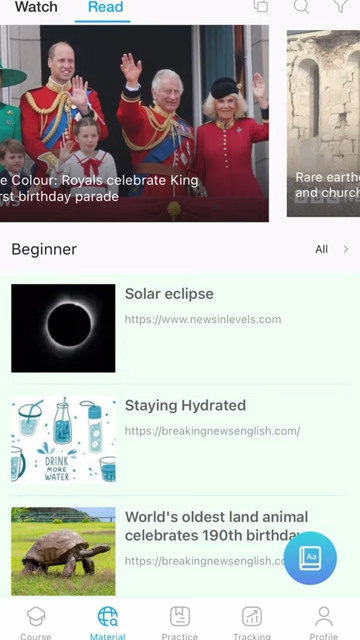 Watch Read
e Colour: Royals celebrate King
rst birthday parade
Rare earth
and church
Beginner
All
Solar eclipse
https://www.newsinlevels.com
Staying Hydrated
https://breakingnewsenglish.com/
DRINK
MORE
WATER
World's oldest land animal
celebrates 190th birthday
https://breakingnewsenglish.co
Aa
Course Material Practice Tracking Profile